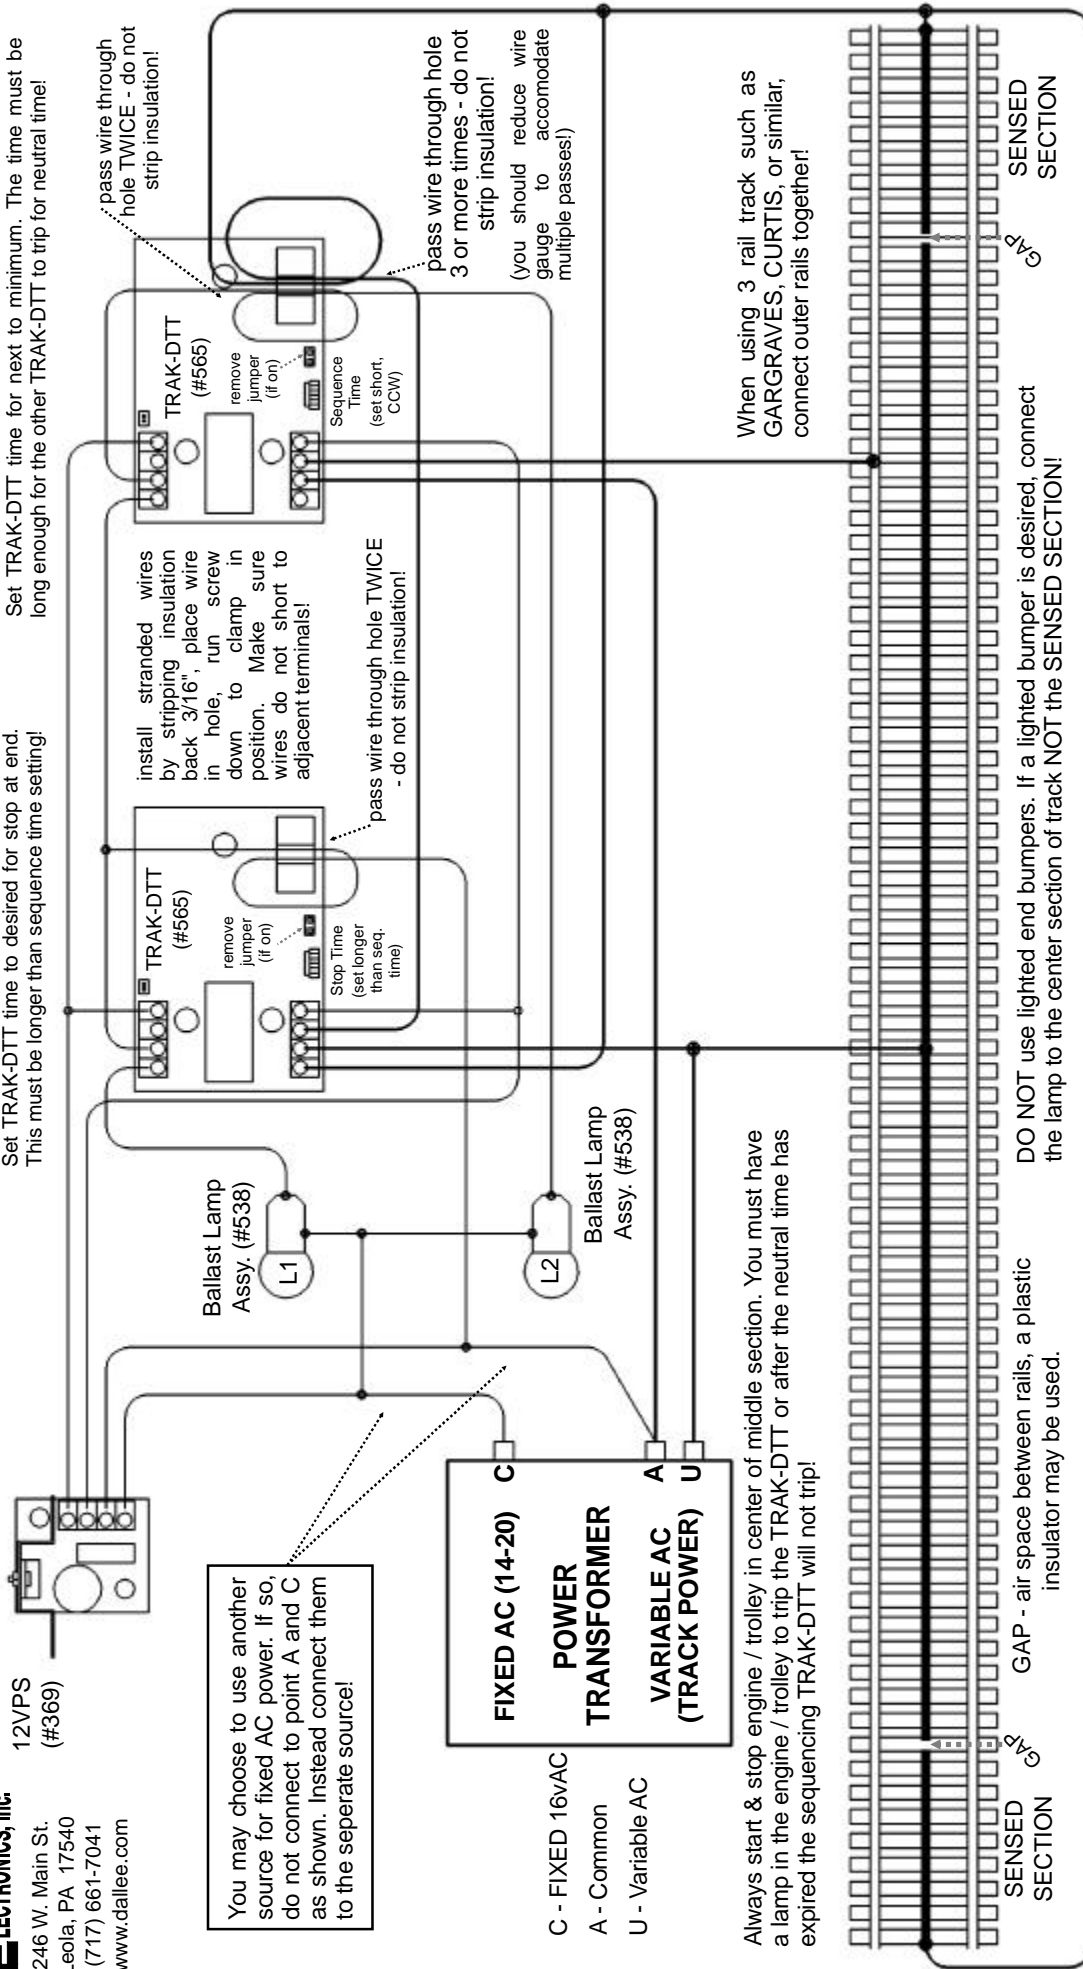 ELECTRONICS, Inc.
246 W. Main St.
Leola, PA 17540
(717) 661-7041
www.dallee.com
12VPS
(#369)
Set TRAK-DTT time to desired for stop at end.
This must be longer than sequence time setting!
Set TRAK-DTT time for next to minimum. The time must be
long enough for the other TRAK-DTT to trip for neutral time!
pass wire through
hole TWICE - do not
strip insulation!
TRAK-DTT
(#565)
remove
jumper
(if on)
Stop Time
(set longer
than seq.
time)
install stranded wires
by stripping insulation
back 3/16", place wire
in hole, run screw
down to clamp in
position. Make sure
wires do not short to
adjacent terminals!
pass wire through hole TWICE
- do not strip insulation!
TRAK-DTT
(#565)
remove
jumper
(if on)
Sequence
Time
(set short,
CCW)
pass wire through hole
3 or more times - do not
strip insulation!
(you should reduce wire
gauge to accomodate
multiple passes!)
You may choose to use another
source for fixed AC power. If so,
do not connect to point A and C
as shown. Instead connect them
to the seperate source!
Ballast Lamp
Assy. (#538)
L1
L2
Ballast Lamp
Assy. (#538)
C - FIXED 16vAC
A - Common
U - Variable AC
FIXED AC (14-20) C
POWER
TRANSFORMER
VARIABLE AC A
(TRACK POWER) U
When using 3 rail track such as
GARGRAVES, CURTIS, or similar,
connect outer rails together!
Always start & stop engine / trolley in center of middle section. You must have
a lamp in the engine / trolley to trip the TRAK-DTT or after the neutral time has
expired the sequencing TRAK-DTT will not trip!
SENSED
SECTION
GAP
GAP - air space between rails, a plastic
insulator may be used.
DO NOT use lighted end bumpers. If a lighted bumper is desired, connect
the lamp to the center section of track NOT the SENSED SECTION!
GAP
SENSED
SECTION